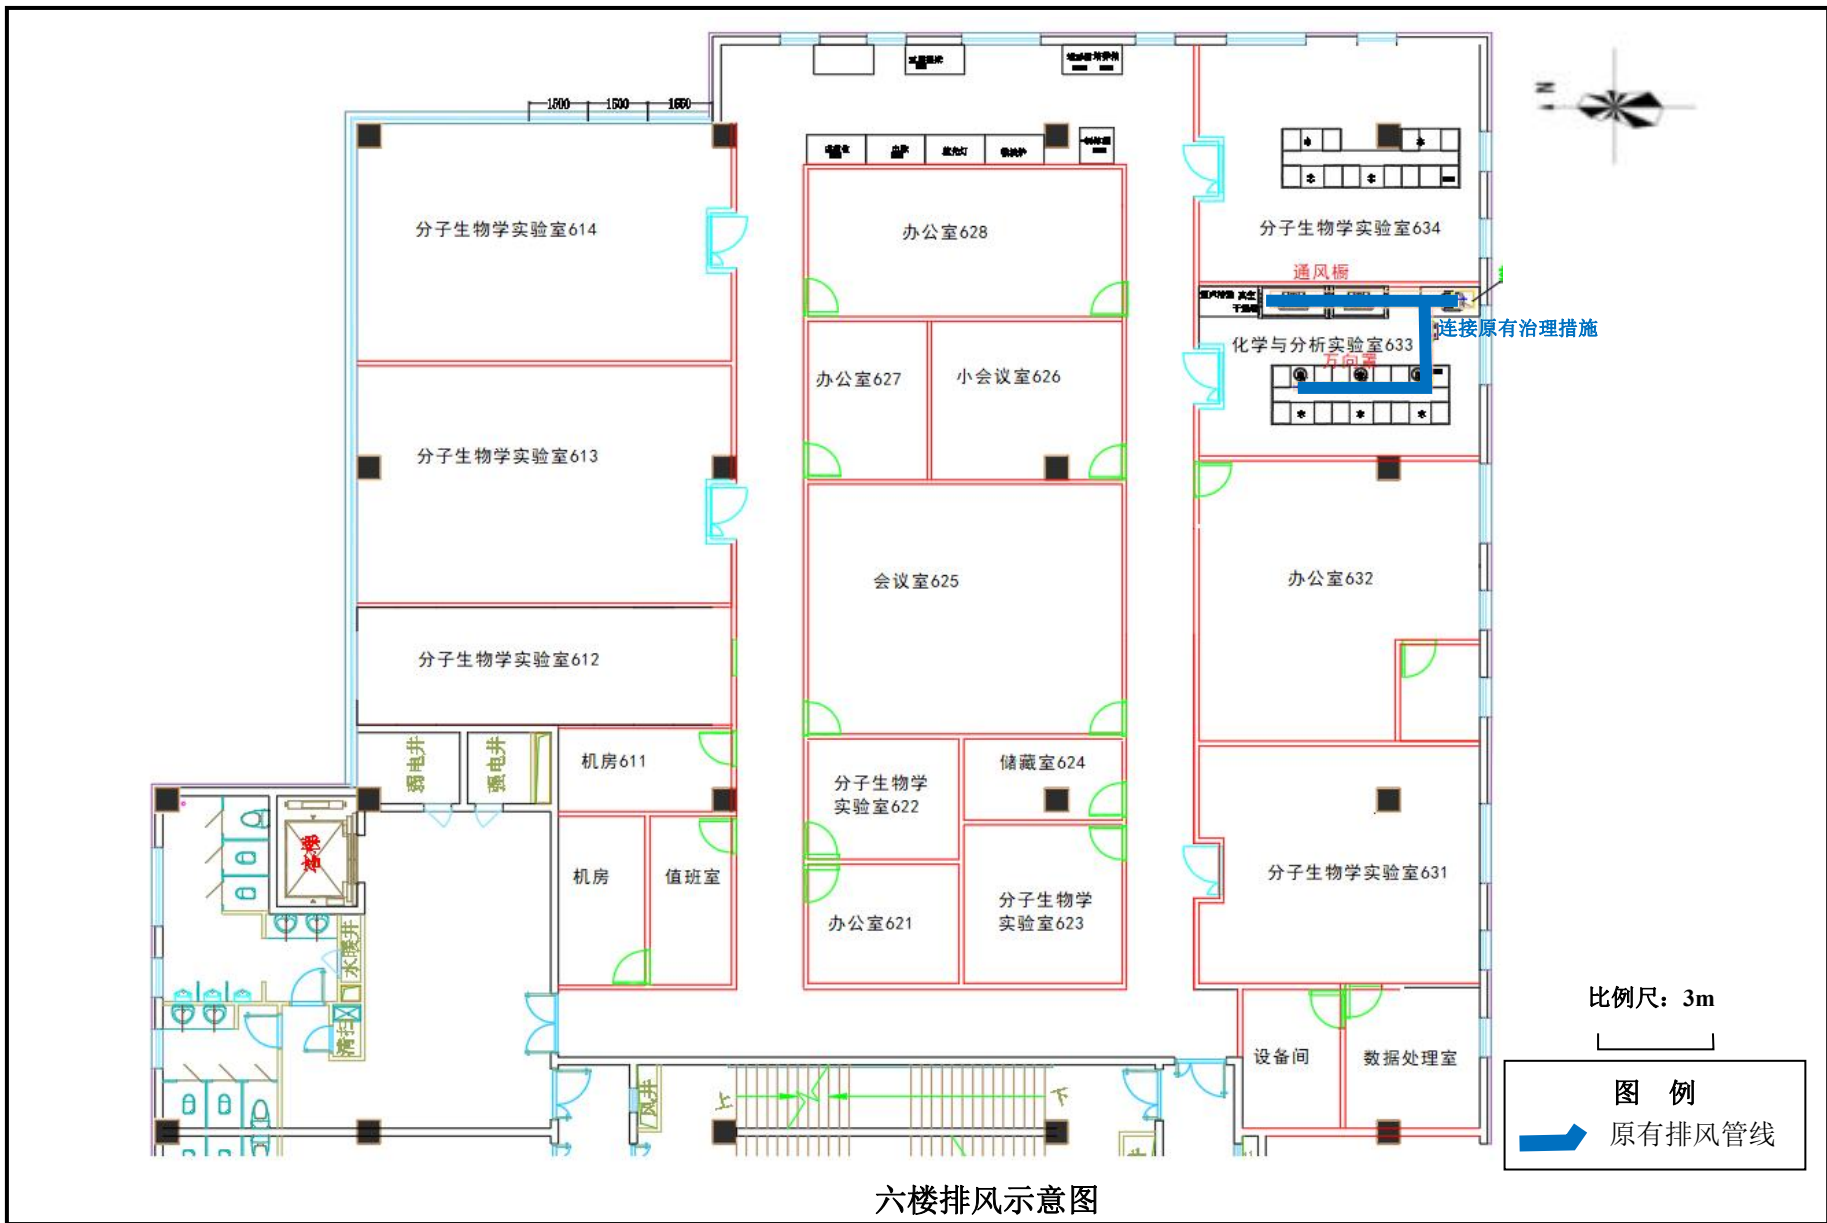 1500
1500
1660
N
分子生物学实验室614
办公室628
分子生物学实验室634
通风橱
连接原有治理措施
化学与分析实验室633
万向罩
办公室627
小会议室626
分子生物学实验室613
会议室625
办公室632
分子生物学实验室612
弱电井
强电井
机房611
储藏室624
分子生物学
实验室622
客梯
机房
值班室
分子生物学实验室631
办公室621
分子生物学
实验室623
水暖井
清扫
设备间
数据处理室
风井
上
下
比例尺：3m
图 例
原有排风管线
六楼排风示意图